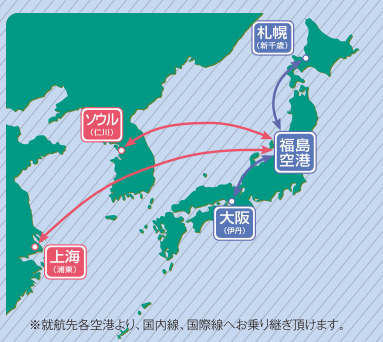 札幌
(新千歳)
ソウル
(仁川)
福島
空港
大阪
(伊丹)
上海
(浦東)
※就航先各空港より、国内線、国際線へお乗り継ぎ頂けます。